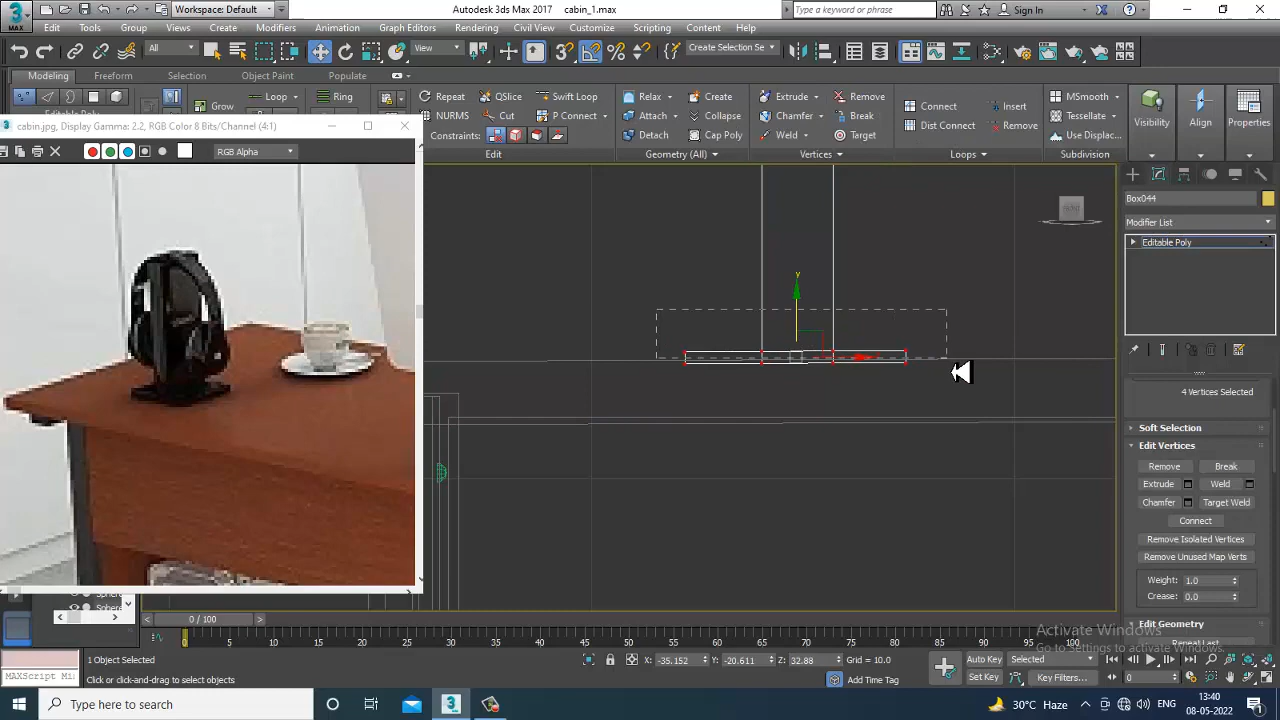 Workspace: Default
Autodesk 3ds Max 2017 cabin_1.max
Type a keyword or phrase
Sign In
MAX
Edit Tools Group Views Create Modifiers Animation Graph Editors Rendering Civil View Customize Scripting Content Help
All
View
Create Selection Se
Modeling Freeform Selection Object Paint Populate
Grow Loop Ring Repeat QSlice Swift Loop Relax Create Extrude Remove Connect Insert MSmooth
NURMS Cut P Connect Attach Collapse Chamfer Break Dist Connect Remove Tessellate
Constraints: Detach Cap Poly Weld Target Use Displac...
Visibility Align Properties
Edit Geometry (All) Vertices Loops Subdivision
cabin.jpg, Display Gamma: 2.2, RGB Color 8 Bits/Channel (4:1)
RGB Alpha
y
Box044
Modifier List
Editable Poly
4 Vertices Selected
Soft Selection
Edit Vertices
Remove Break
Extrude Weld
Chamfer Target Weld
Connect
Remove Isolated Vertices
Remove Unused Map Verts
Weight: 1.0
Crease: 0.0
Edit Geometry
Repeat Last
Sphere
0 / 100
0 5 10 15 20 25 30 35 40 45 50 55 60 65 70 75 80 85 90 95 100
Activate Windows
Go to Settings to activate Windows.
1 Object Selected
X: -35.152 Y: -20.611 Z: 32.88 Grid = 10.0
Auto Key Selected
MAXScript Mi
Click or click-and-drag to select objects
Add Time Tag
Set Key Key Filters...
0
Type here to search
30°C Haze
ENG
13:40
08-05-2022
1